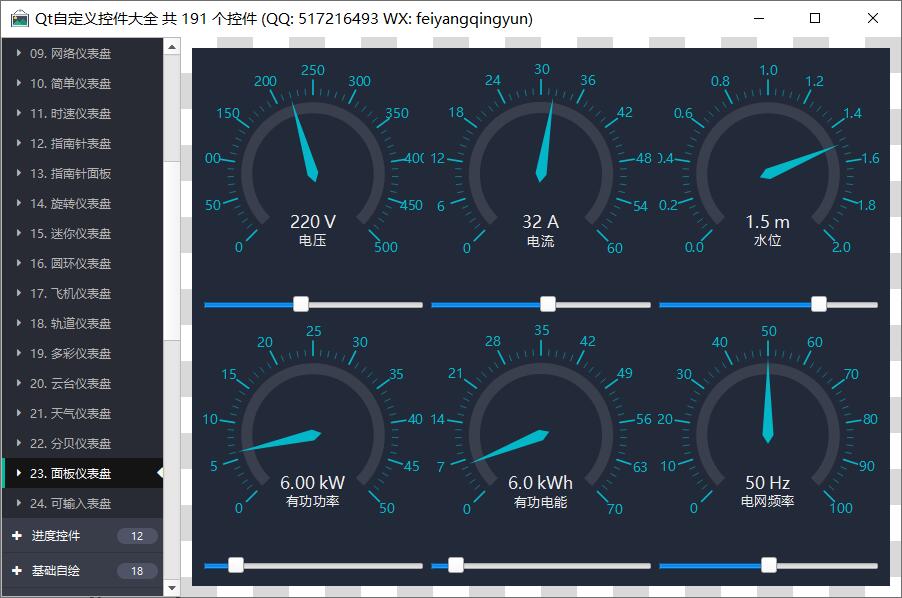 Qt自定义控件大全 共 191 个控件 (QQ: 517216493 WX: feiyangqingyun)
09. 网络仪表盘
10. 简单仪表盘
11. 时速仪表盘
12. 指南针表盘
13. 指南针面板
14. 旋转仪表盘
15. 迷你仪表盘
16. 圆环仪表盘
17. 飞机仪表盘
18. 轨道仪表盘
19. 多彩仪表盘
20. 云台仪表盘
21. 天气仪表盘
22. 分贝仪表盘
23. 面板仪表盘
24. 可输入表盘
进度控件 12
基础自绘 18
0 50 00 150 200 250 300 350 400 450 500
220 V
电压
0 6 12 18 24 30 36 42 48 54 60
32 A
电流
0.0 0.2 0.4 0.6 0.8 1.0 1.2 1.4 1.6 1.8 2.0
1.5 m
水位
0 5 10 15 20 25 30 35 40 45 50
6.00 kW
有功功率
0 7 14 21 28 35 42 49 56 63 70
6.0 kWh
有功电能
0 10 20 30 40 50 60 70 80 90 100
50 Hz
电网频率